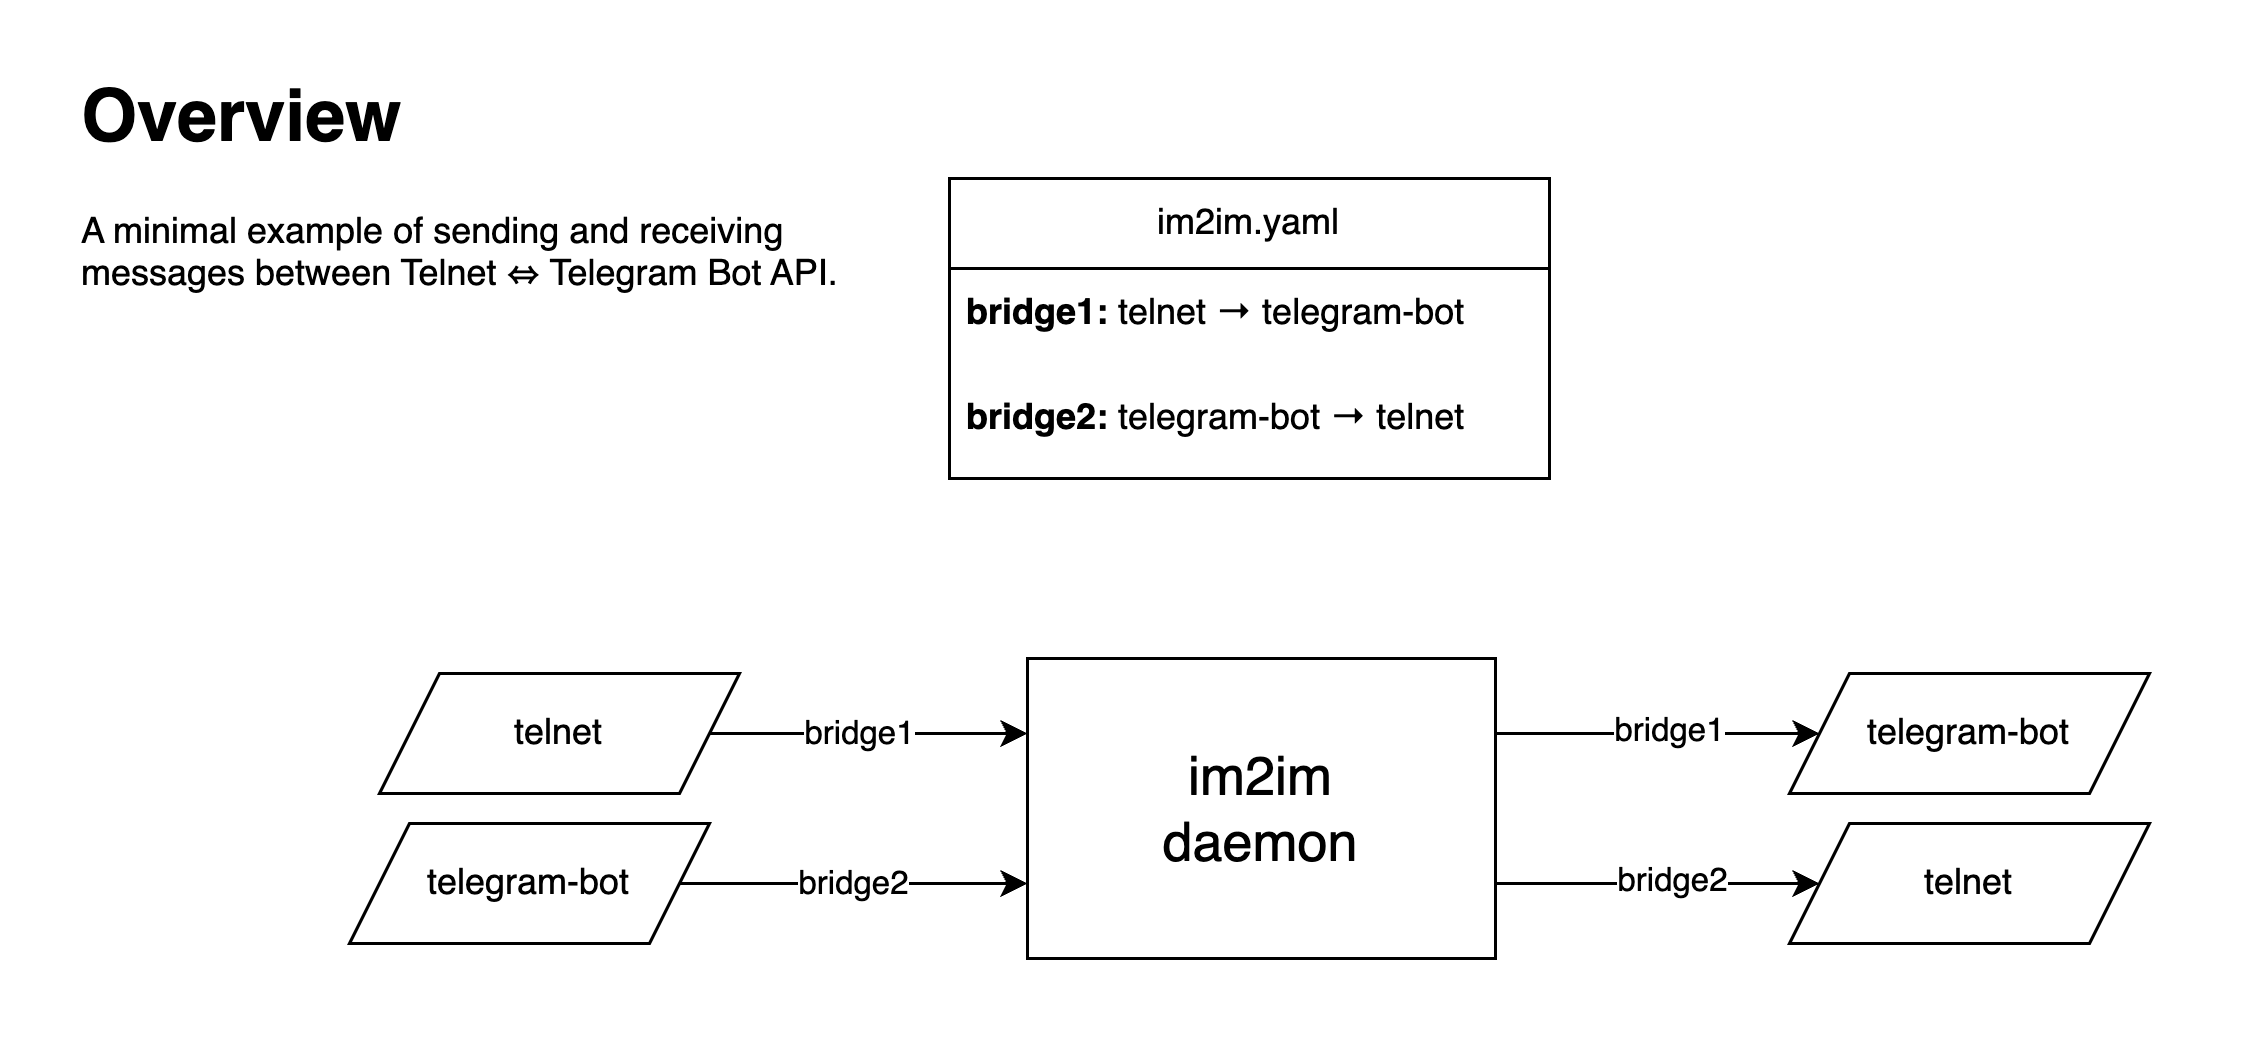 Overview
A minimal example of sending and receiving
messages between Telnet ⇔ Telegram Bot API.
im2im.yaml
bridge1: telnet → telegram-bot
bridge2: telegram-bot → telnet
telnet
bridge1
im2im
daemon
bridge1
telegram-bot
telegram-bot
bridge2
bridge2
telnet